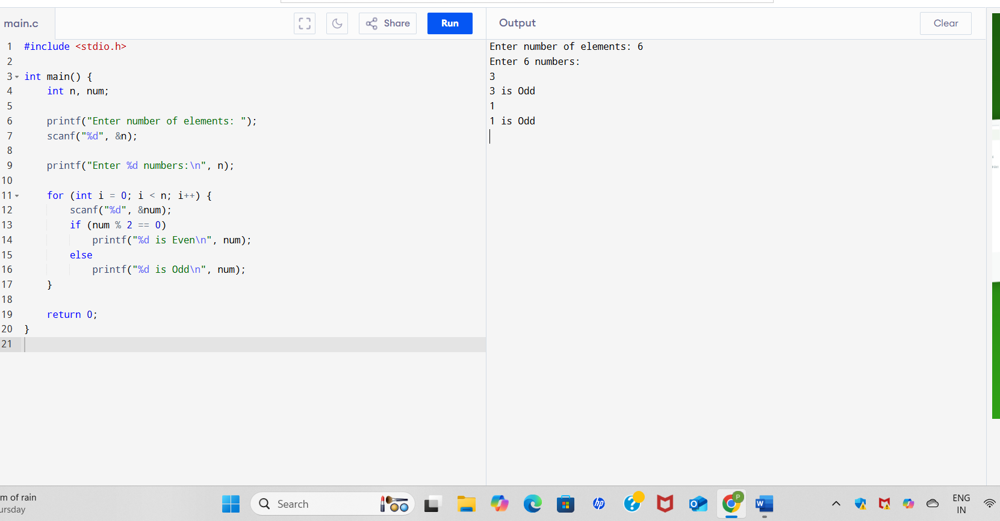 main.c
Share
Run
Output
Clear
1 #include <stdio.h>
2
3 int main() {
4     int n, num;
5
6     printf("Enter number of elements: ");
7     scanf("%d", &n);
8
9     printf("Enter %d numbers:\n", n);
10
11     for (int i = 0; i < n; i++) {
12         scanf("%d", &num);
13         if (num % 2 == 0)
14             printf("%d is Even\n", num);
15         else
16             printf("%d is Odd\n", num);
17     }
18
19     return 0;
20 }
21
Enter number of elements: 6
Enter 6 numbers:
3
3 is Odd
1
1 is Odd
m of rain
ursday
Search
hp
P
ENG
IN